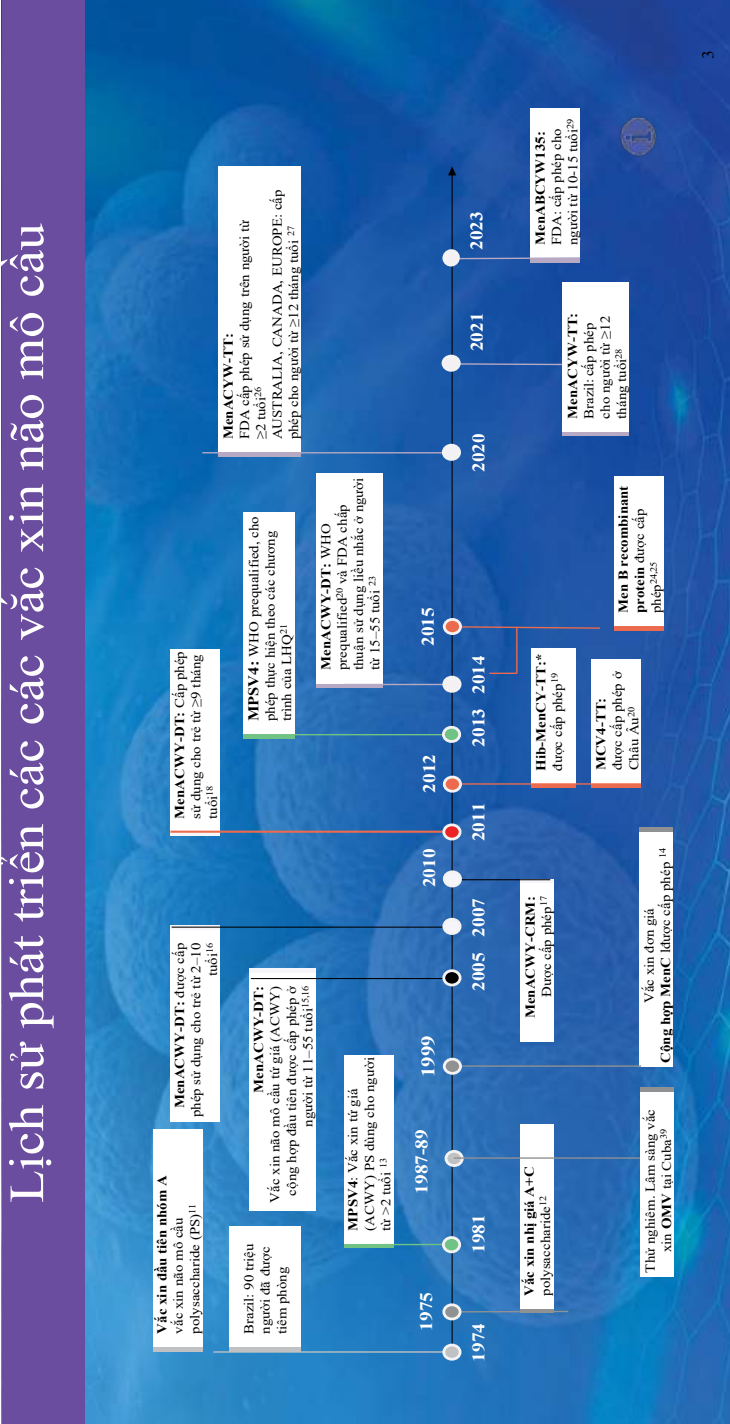 Lịch sử phát triển các các vắc xin não mô cầu
Vắc xin đầu tiên nhóm A
vắc xin não mô cầu
polysaccharide (PS)11
Brazil: 90 triệu
người đã được
tiêm phòng
MenACWY-DT: được cấp
phép sử dụng cho trẻ từ 2–10
tuổi16
MenACWY-DT:
Vắc xin não mô cầu tứ giá (ACWY)
cộng hợp đầu tiên được cấp phép ở
người từ 11–55 tuổi15,16
MPSV4: Vắc xin tứ giá
(ACWY) PS dùng cho người
từ >2 tuổi 13
MenACWY-DT: Cấp phép
sử dụng cho trẻ từ ≥9 tháng
tuổi18
MPSV4: WHO prequalified, cho
phép thực hiện theo các chương
trình của LHQ21
MenACWY-DT: WHO
prequalified20 và FDA chấp
thuận sử dụng liều nhắc ở người
từ 15–55 tuổi 23
MenACYW-TT:
FDA cấp phép sử dụng trên người từ
≥2 tuổi26
AUSTRALIA, CANADA, EUROPE: cấp
phép cho người từ ≥12 tháng tuổi 27
1974
1975
1981
1987-89
1999
2005
2007
2010
2011
2012
2013
2014
2015
2020
2021
2023
Vắc xin nhị giá A+C
polysaccharide12
Thử nghiêm. Lâm sàng vắc
xin OMV tại Cuba39
Vắc xin đơn giá
Cộng hợp MenC lđược cấp phép 14
MenACWY-CRM:
Được cấp phép17
Hib-MenCY-TT:*
được cấp phép19
MCV4-TT:
được cấp phép ở
Châu Âu20
Men B recombinant
protein được cấp
phép24,25
MenACYW-TT:
Brazil: cấp phép
cho người từ ≥12
tháng tuổi28
MenABCYW135:
FDA: cấp phép cho
người từ 10-15 tuổi29
i
3